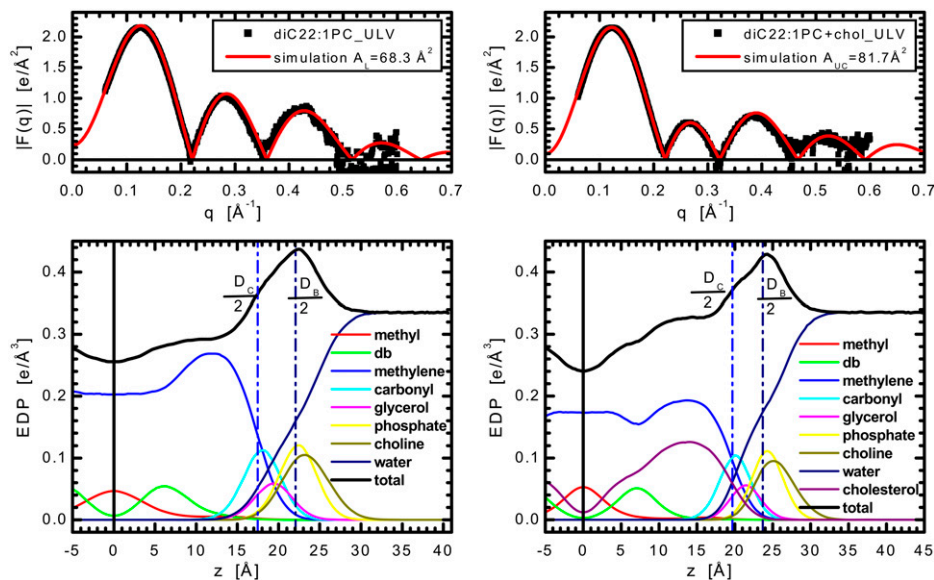 diC22:1PC_ULV
simulation A_L=68.3 Å²
|F(q)| [e/Å²]
2.0
1.5
1.0
0.5
0.0
0.0 0.1 0.2 0.3 0.4 0.5 0.6 0.7
q [Å⁻¹]
diC22:1PC+chol_ULV
simulation A_UC=81.7Å²
|F(q)| [e/Å²]
2.0
1.5
1.0
0.5
0.0
0.0 0.1 0.2 0.3 0.4 0.5 0.6 0.7
q [Å⁻¹]
EDP [e/Å³]
0.4
0.3
0.2
0.1
0.0
D_C/2
D_B/2
methyl
db
methylene
carbonyl
glycerol
phosphate
choline
water
total
-5 0 5 10 15 20 25 30 35 40
z [Å]
EDP [e/Å³]
0.4
0.3
0.2
0.1
0.0
D_C/2
D_B/2
methyl
db
methylene
carbonyl
glycerol
phosphate
choline
water
cholesterol
total
-5 0 5 10 15 20 25 30 35 40 45
z [Å]